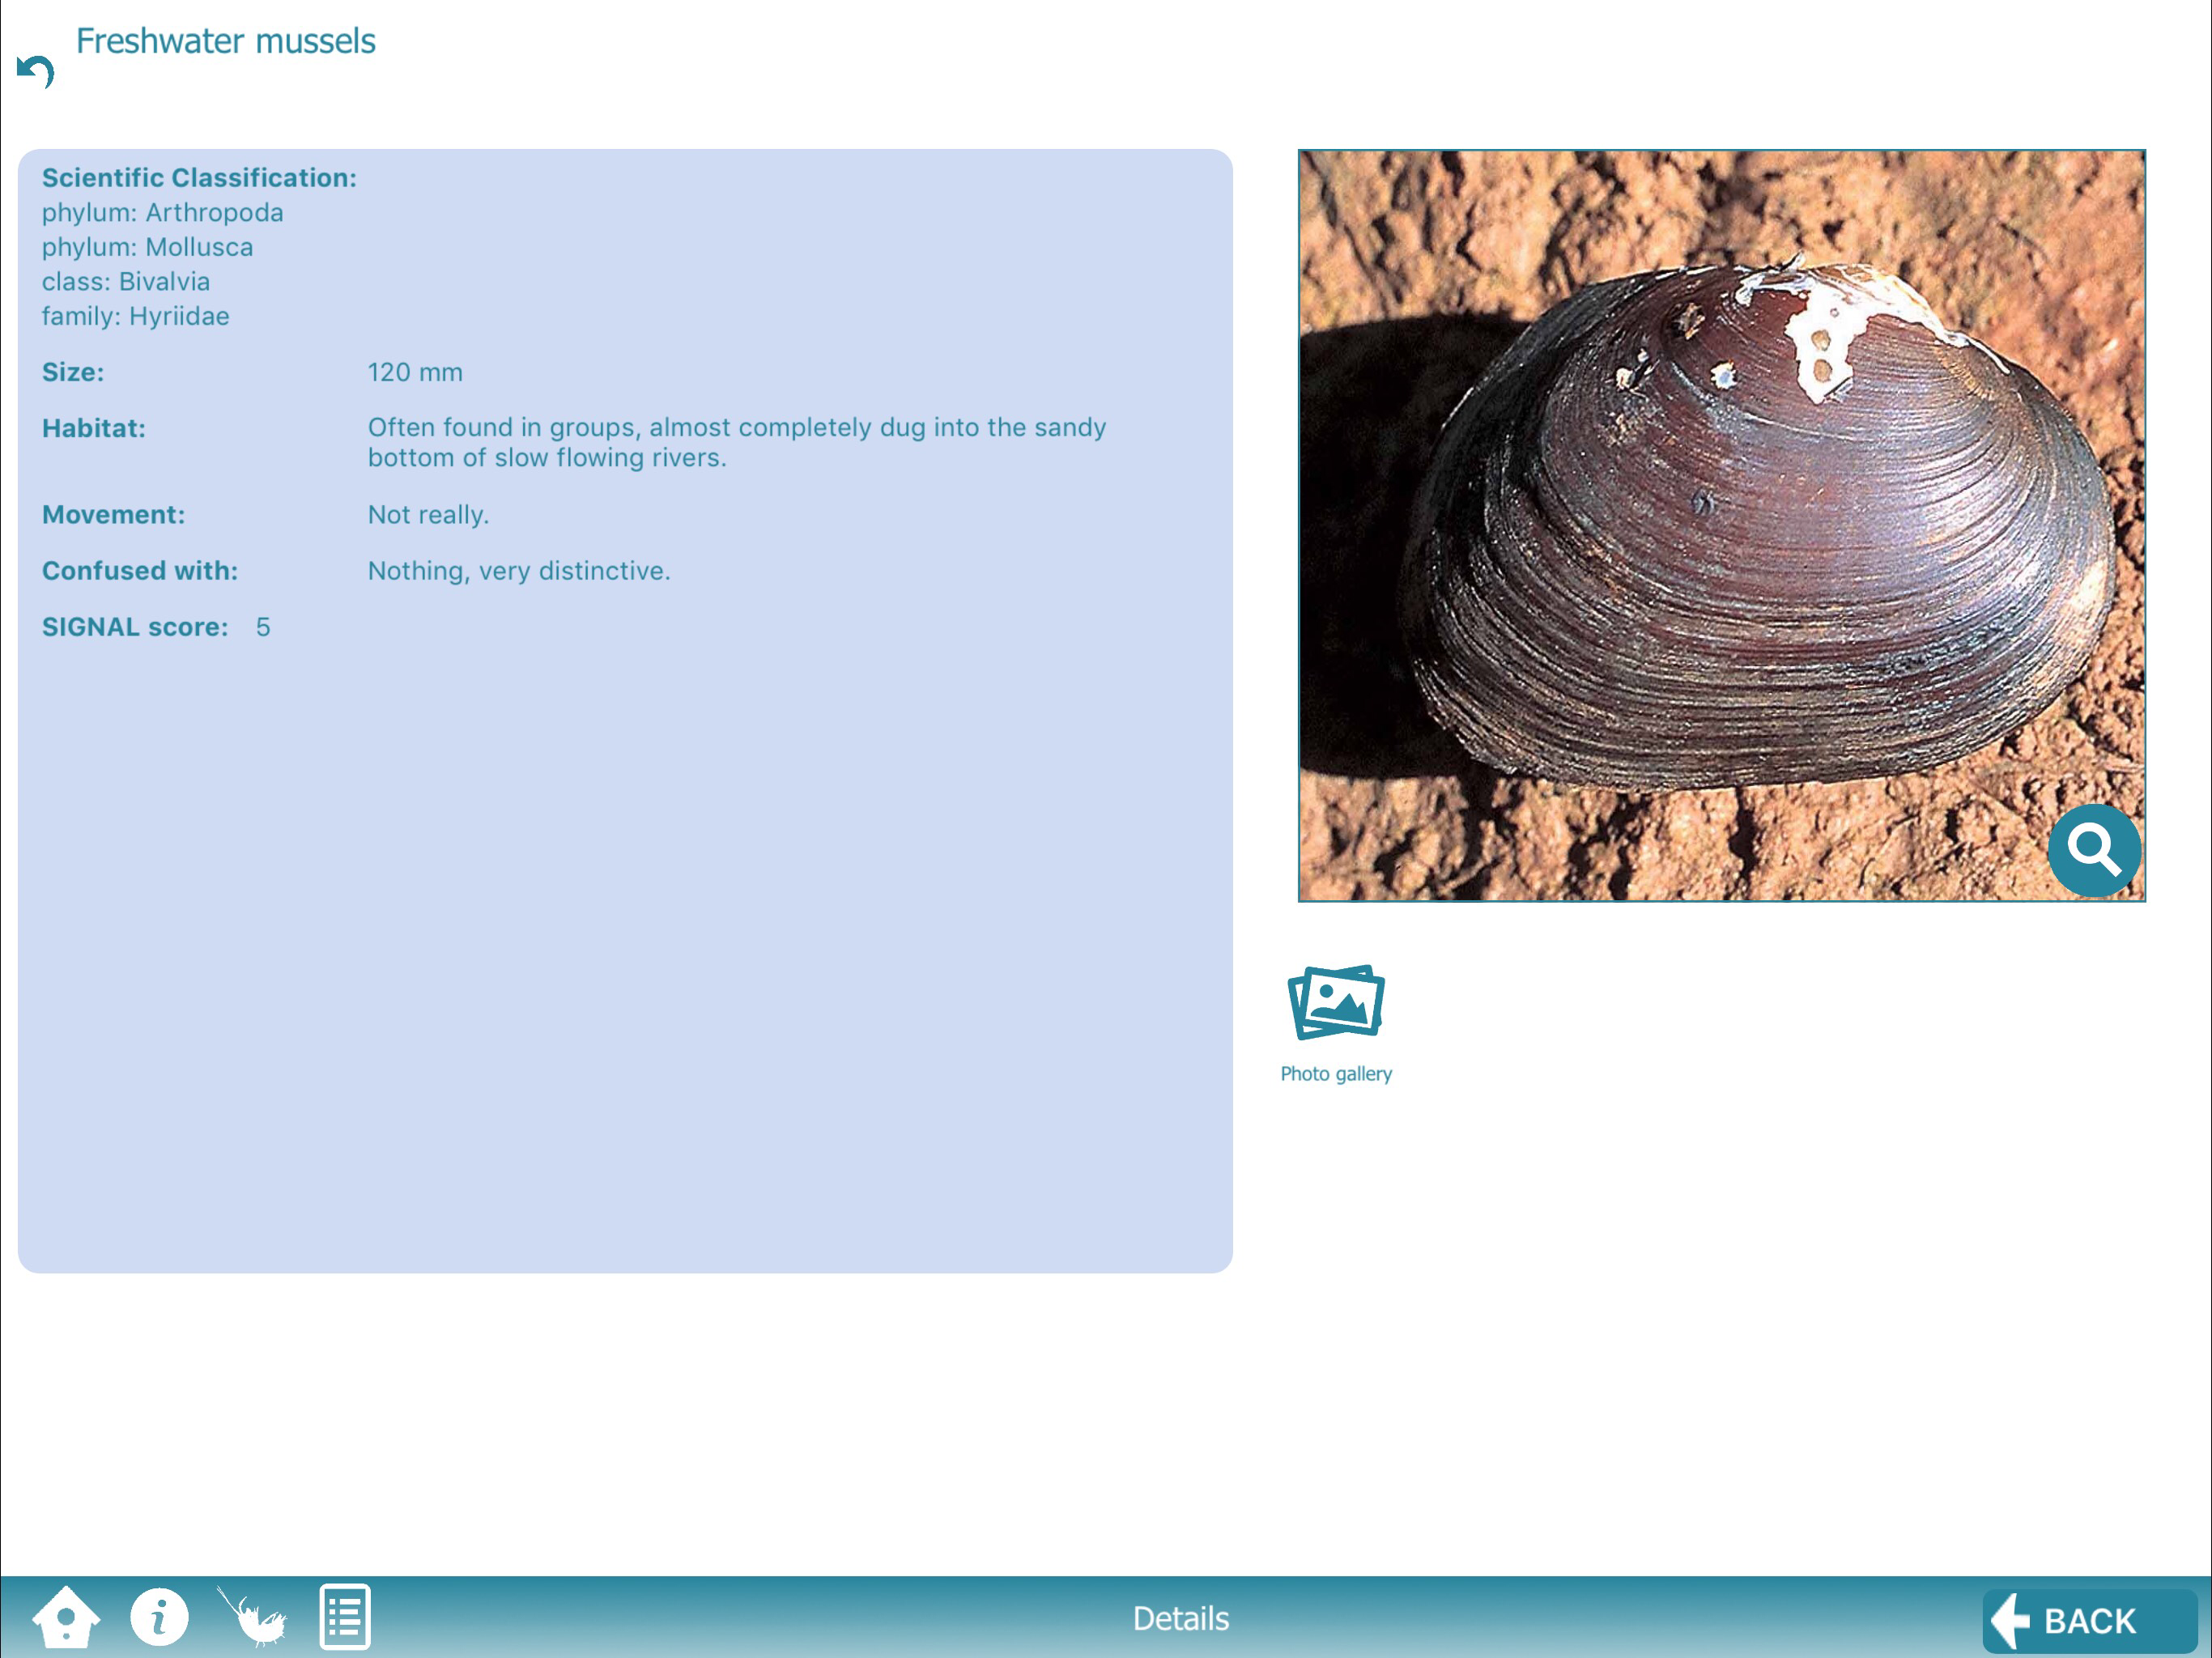 Freshwater mussels
Scientific Classification:
phylum: Arthropoda
phylum: Mollusca
class: Bivalvia
family: Hyriidae
Size: 120 mm
Habitat: Often found in groups, almost completely dug into the sandy
bottom of slow flowing rivers.
Movement: Not really.
Confused with: Nothing, very distinctive.
SIGNAL score: 5
Photo gallery
Details
BACK